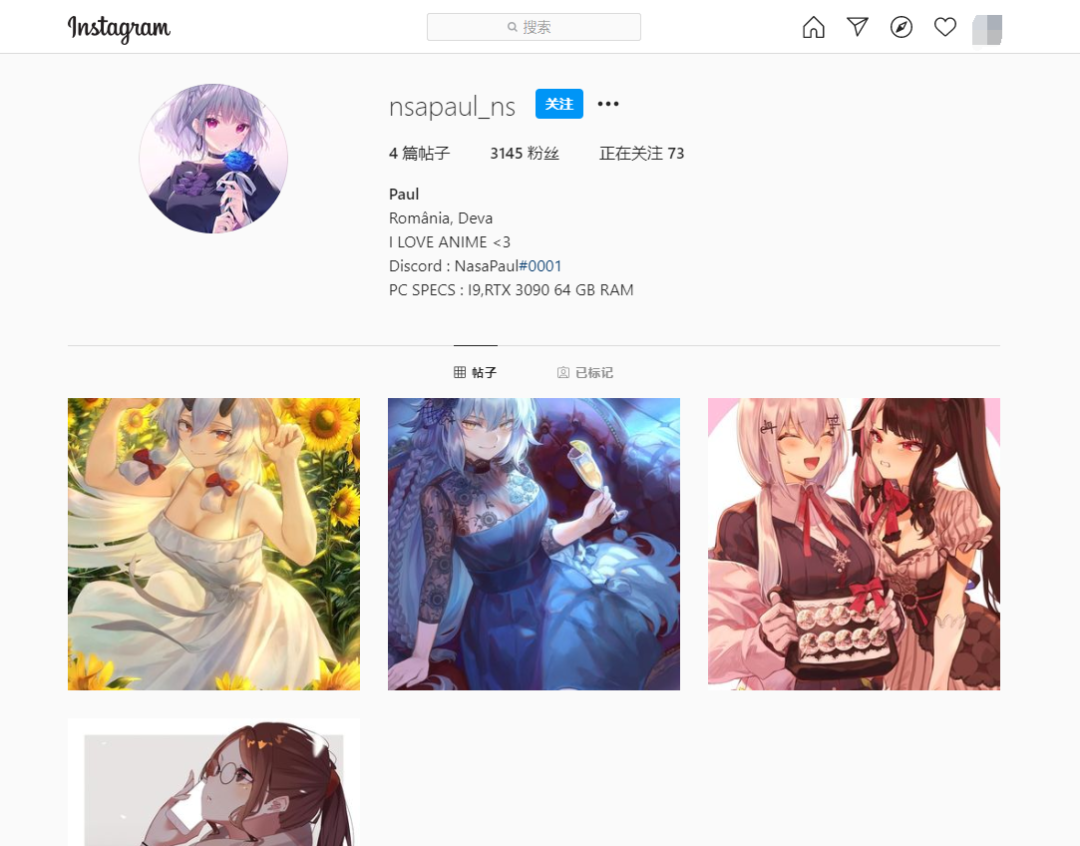 Instagram
搜索
nsapaul_ns
关注
4 篇帖子 3145 粉丝 正在关注 73
Paul
România, Deva
I LOVE ANIME <3
Discord : NasaPaul#0001
PC SPECS : I9,RTX 3090 64 GB RAM
帖子 已标记